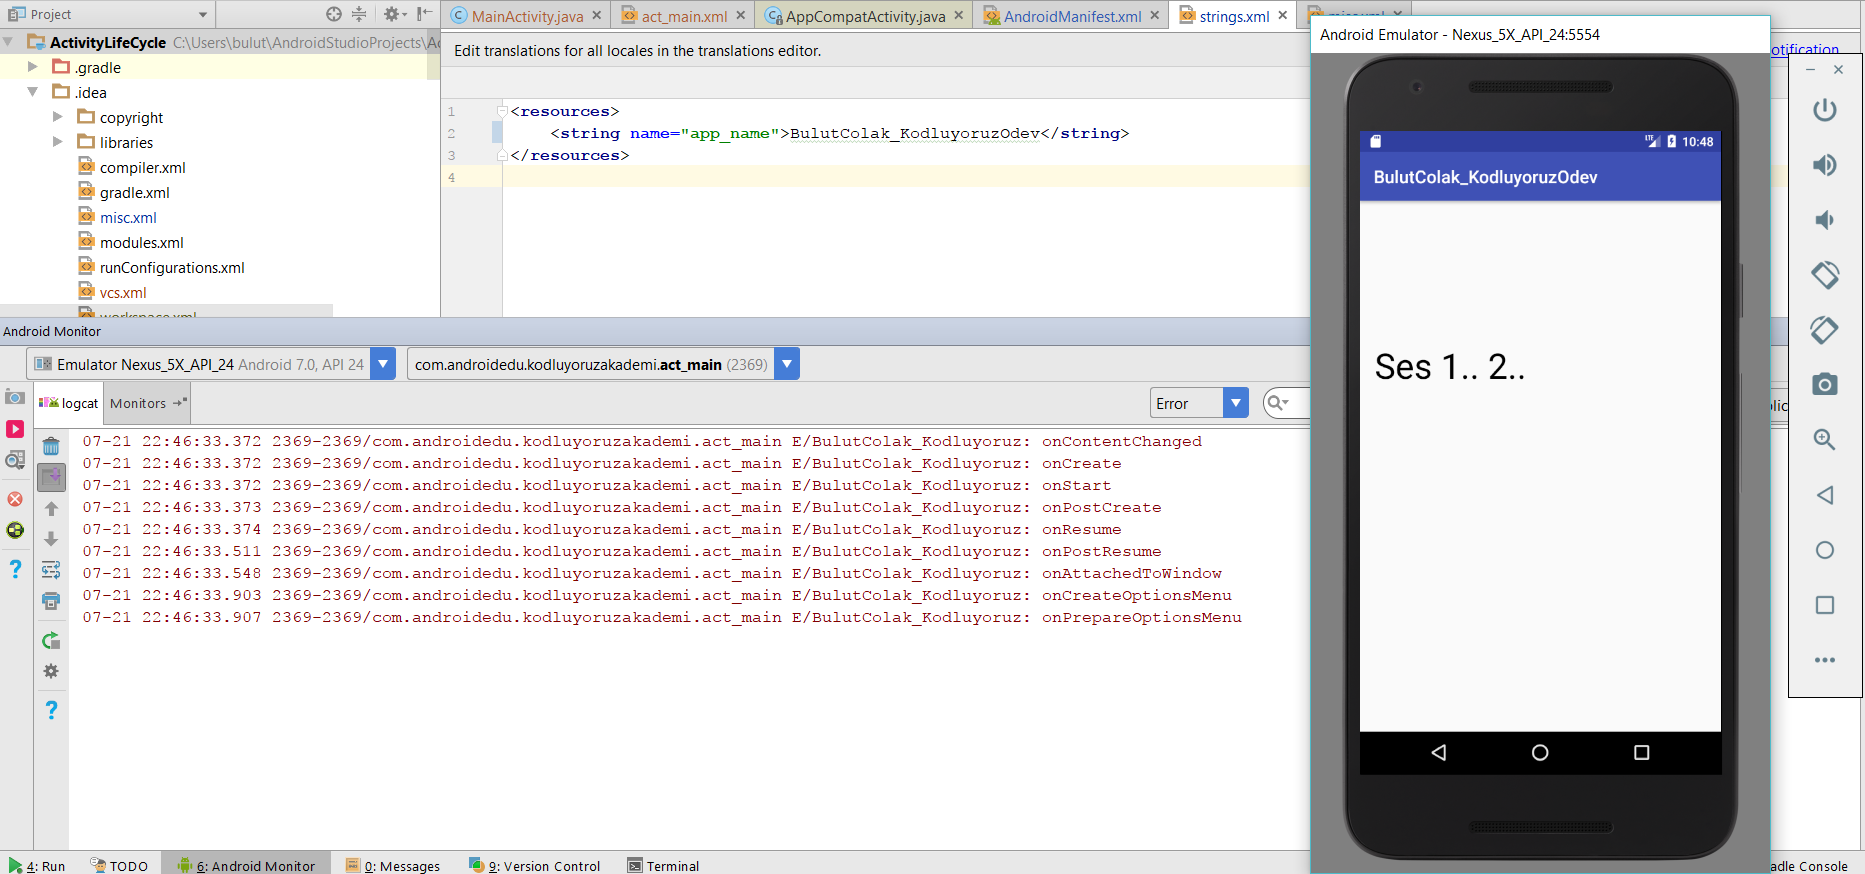 Project
MainActivity.java
act_main.xml
AppCompatActivity.java
AndroidManifest.xml
strings.xml
misc.xml
Android Emulator - Nexus_5X_API_24:5554
ActivityLifeCycle C:\Users\bulut\AndroidStudioProjects\Ac
Edit translations for all locales in the translations editor.
otification
.gradle
.idea
copyright
libraries
compiler.xml
gradle.xml
misc.xml
modules.xml
runConfigurations.xml
vcs.xml
workspace.xml
1 <resources>
2 <string name="app_name">BulutColak_KodluyoruzOdev</string>
3 </resources>
4
LTE 10:48
BulutColak_KodluyoruzOdev
Ses 1.. 2..
Android Monitor
Emulator Nexus_5X_API_24 Android 7.0, API 24
com.androidedu.kodluyoruzakademi.act_main (2369)
logcat
Monitors
Error
07-21 22:46:33.372 2369-2369/com.androidedu.kodluyoruzakademi.act_main E/BulutColak_Kodluyoruz: onContentChanged
07-21 22:46:33.372 2369-2369/com.androidedu.kodluyoruzakademi.act_main E/BulutColak_Kodluyoruz: onCreate
07-21 22:46:33.372 2369-2369/com.androidedu.kodluyoruzakademi.act_main E/BulutColak_Kodluyoruz: onStart
07-21 22:46:33.373 2369-2369/com.androidedu.kodluyoruzakademi.act_main E/BulutColak_Kodluyoruz: onPostCreate
07-21 22:46:33.374 2369-2369/com.androidedu.kodluyoruzakademi.act_main E/BulutColak_Kodluyoruz: onResume
07-21 22:46:33.511 2369-2369/com.androidedu.kodluyoruzakademi.act_main E/BulutColak_Kodluyoruz: onPostResume
07-21 22:46:33.548 2369-2369/com.androidedu.kodluyoruzakademi.act_main E/BulutColak_Kodluyoruz: onAttachedToWindow
07-21 22:46:33.903 2369-2369/com.androidedu.kodluyoruzakademi.act_main E/BulutColak_Kodluyoruz: onCreateOptionsMenu
07-21 22:46:33.907 2369-2369/com.androidedu.kodluyoruzakademi.act_main E/BulutColak_Kodluyoruz: onPrepareOptionsMenu
4: Run
TODO
6: Android Monitor
0: Messages
9: Version Control
Terminal
adle Console